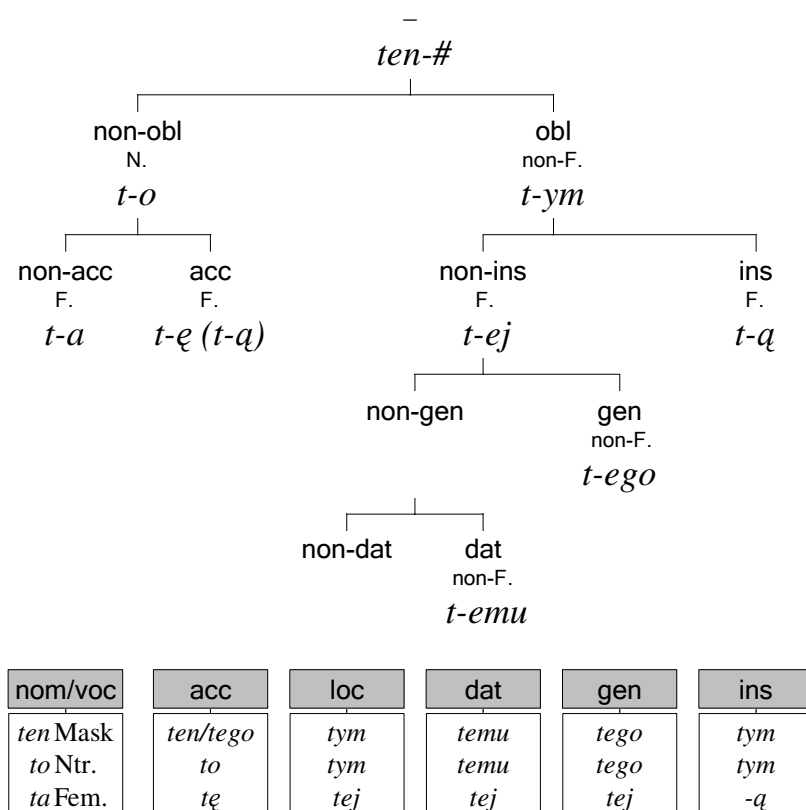 –
ten-#
non-obl obl
N. non-F.
t-o t-ym
non-acc acc non-ins ins
F. F. F. F.
t-a t-ę (t-ą) t-ej t-ą
non-gen gen
non-F.
t-ego
non-dat dat
non-F.
t-emu
nom/voc acc loc dat gen ins
ten Mask ten/tego tym temu tego tym
to Ntr. to tym temu tego tym
ta Fem. tę tej tej tej -ą